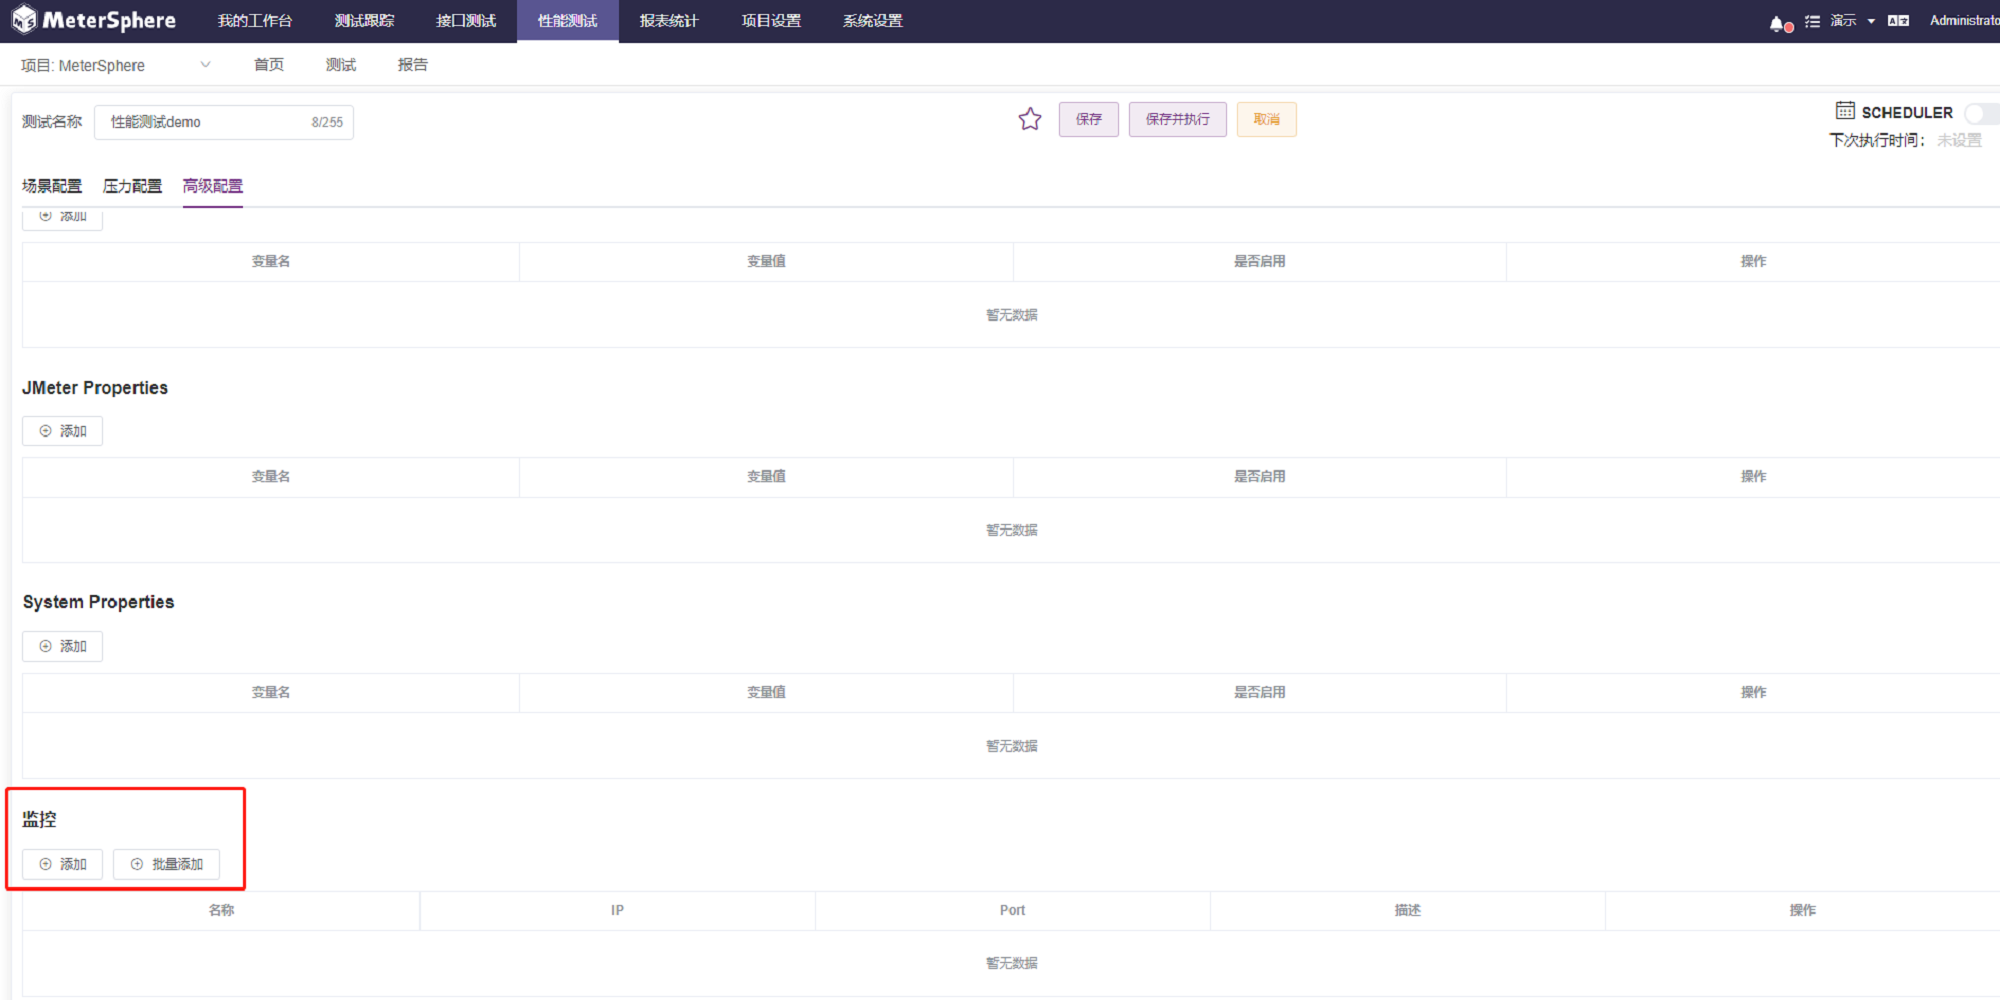 MeterSphere 我的工作台 测试跟踪 接口测试 性能测试 报表统计 项目设置 系统设置 演示 Administrato
项目: MeterSphere 首页 测试 报告
测试名称 性能测试demo 8/255 保存 保存并执行 取消 SCHEDULER
下次执行时间： 未设置
场景配置 压力配置 高级配置
添加
变量名 变量值 是否启用 操作
暂无数据
JMeter Properties
添加
变量名 变量值 是否启用 操作
暂无数据
System Properties
添加
变量名 变量值 是否启用 操作
暂无数据
监控
添加 批量添加
名称 IP Port 描述 操作
暂无数据